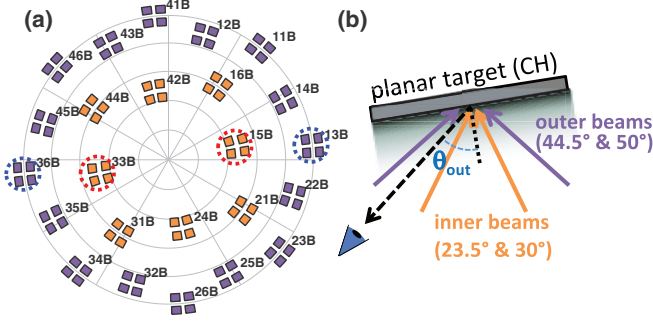 (a)
41B
43B
12B
11B
46B
42B
16B
44B
14B
45B
15B
13B
36B
33B
22B
35B
31B
24B
21B
34B
32B
26B
25B
23B
(b)
planar target (CH)
outer beams
(44.5° & 50°)
θout
inner beams
(23.5° & 30°)